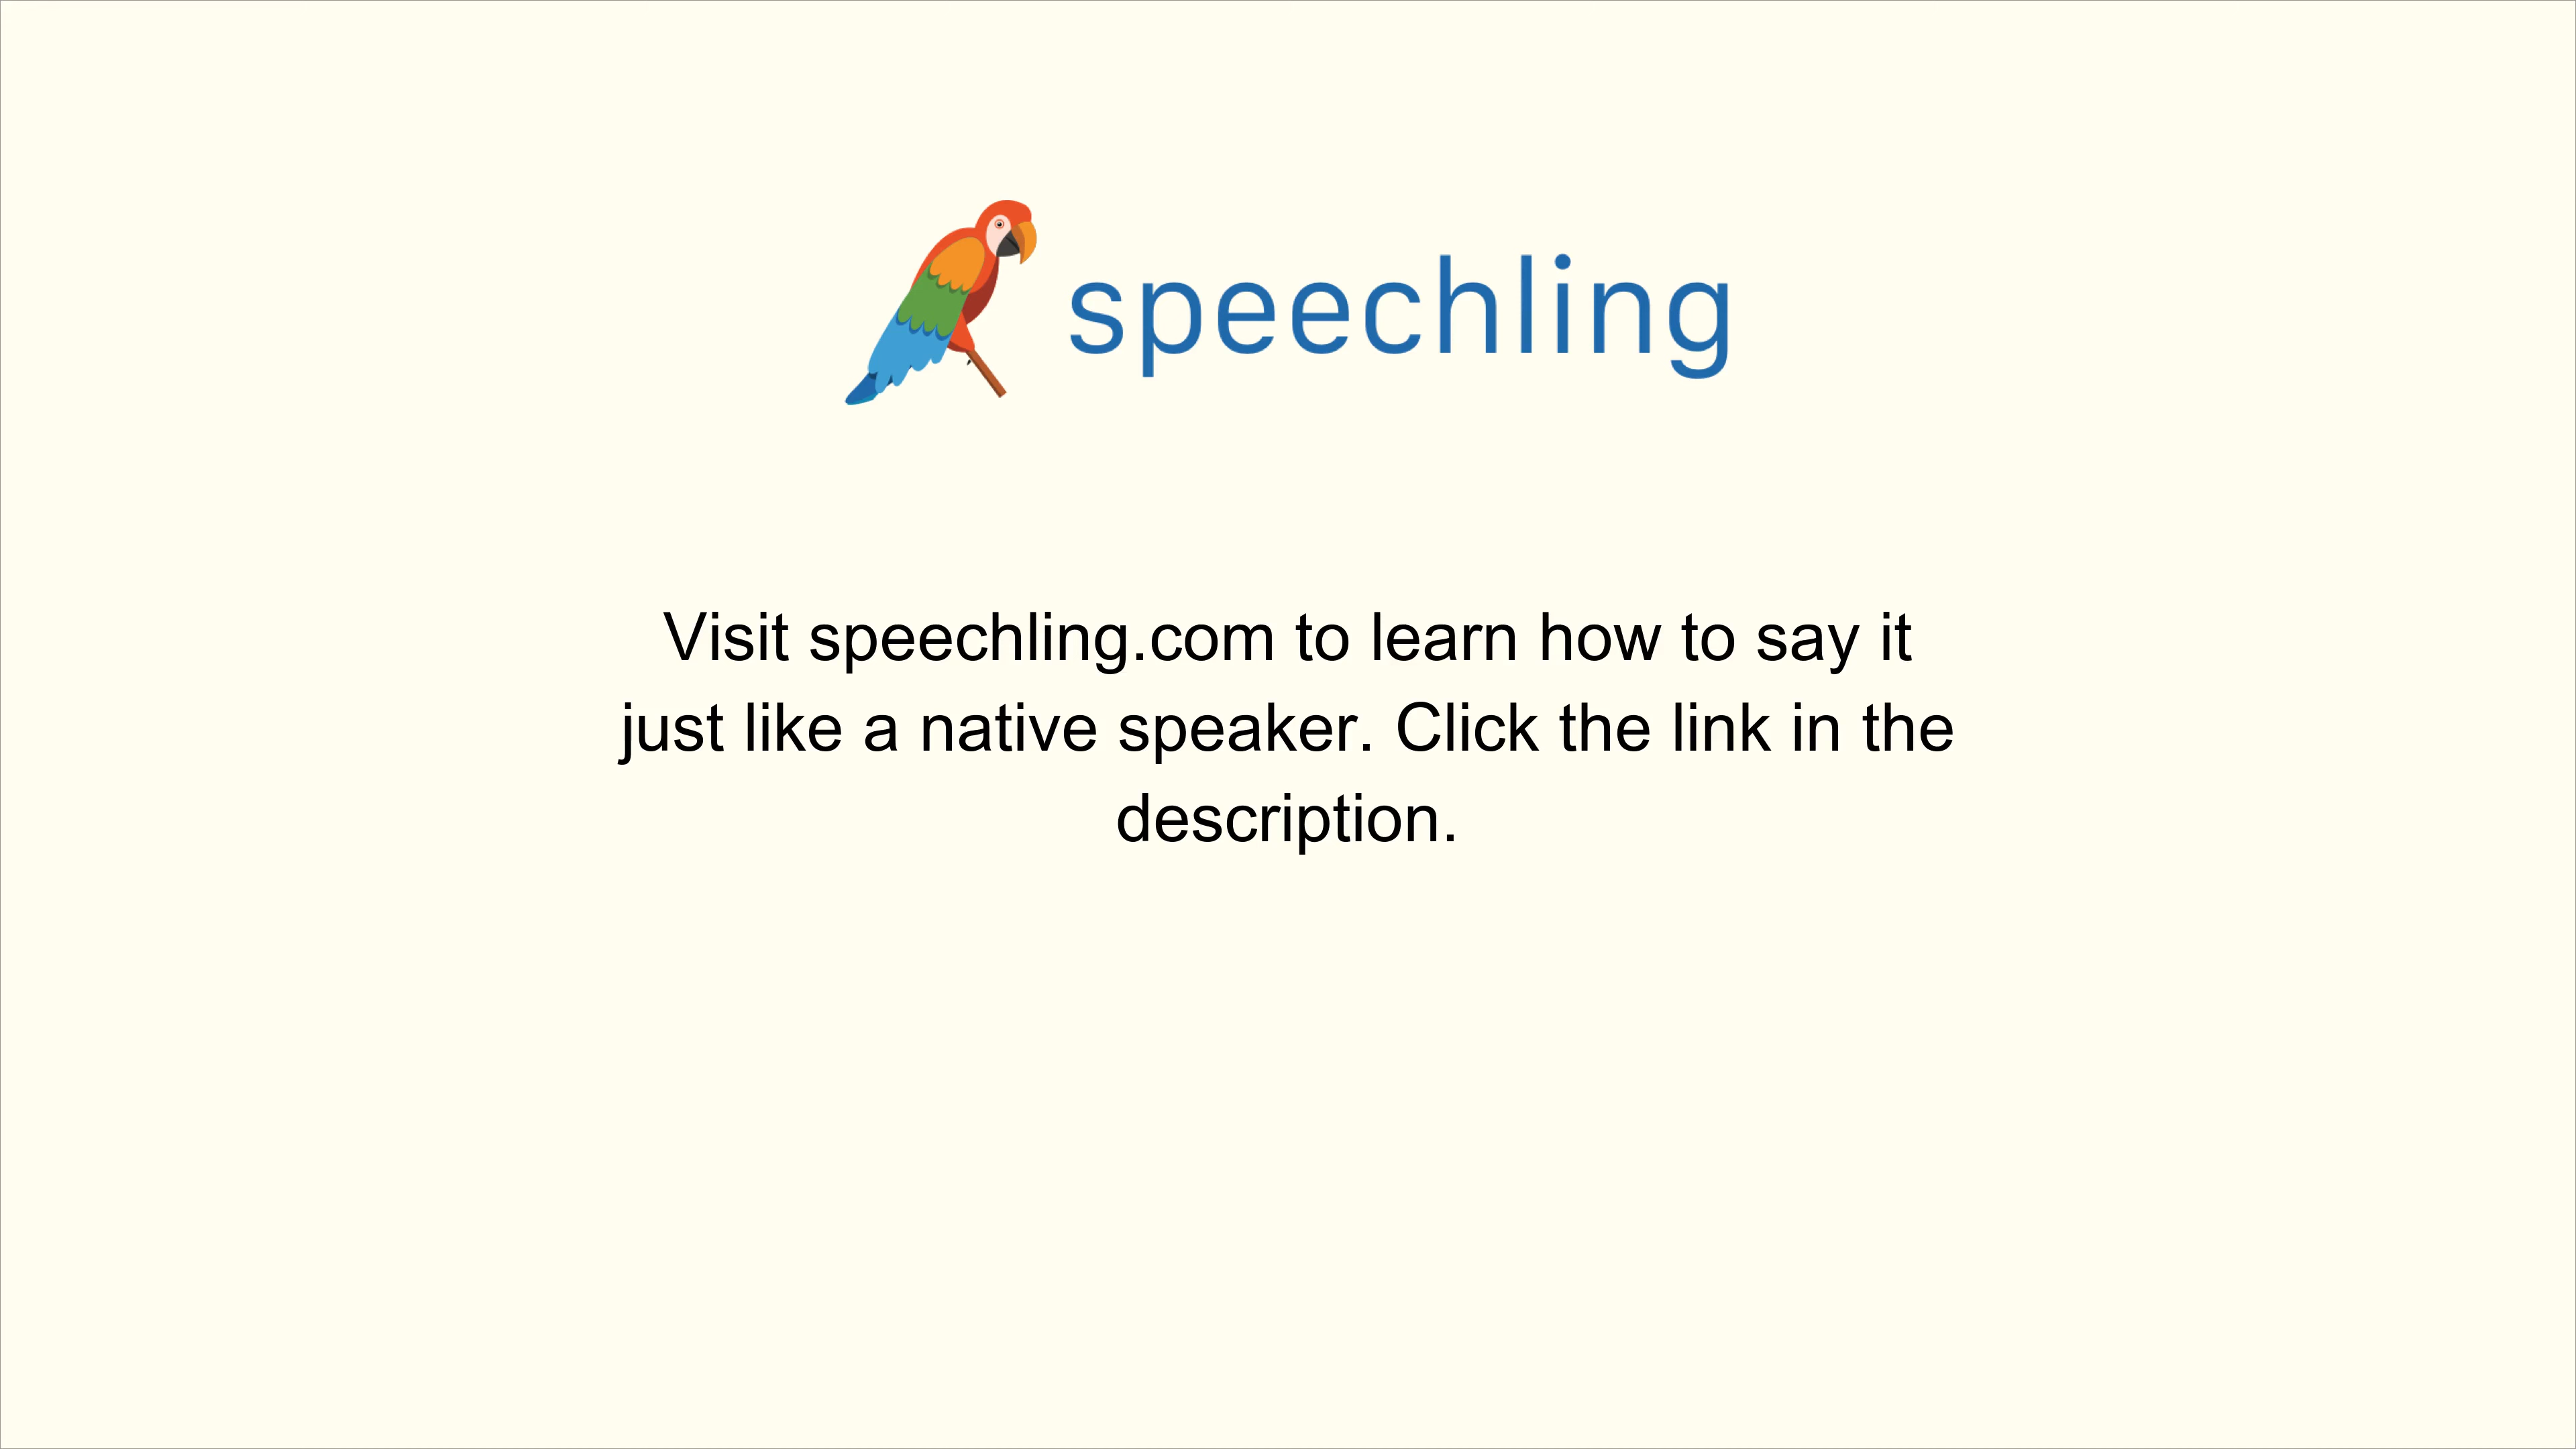 speechling
Visit speechling.com to learn how to say it
just like a native speaker. Click the link in the
description.